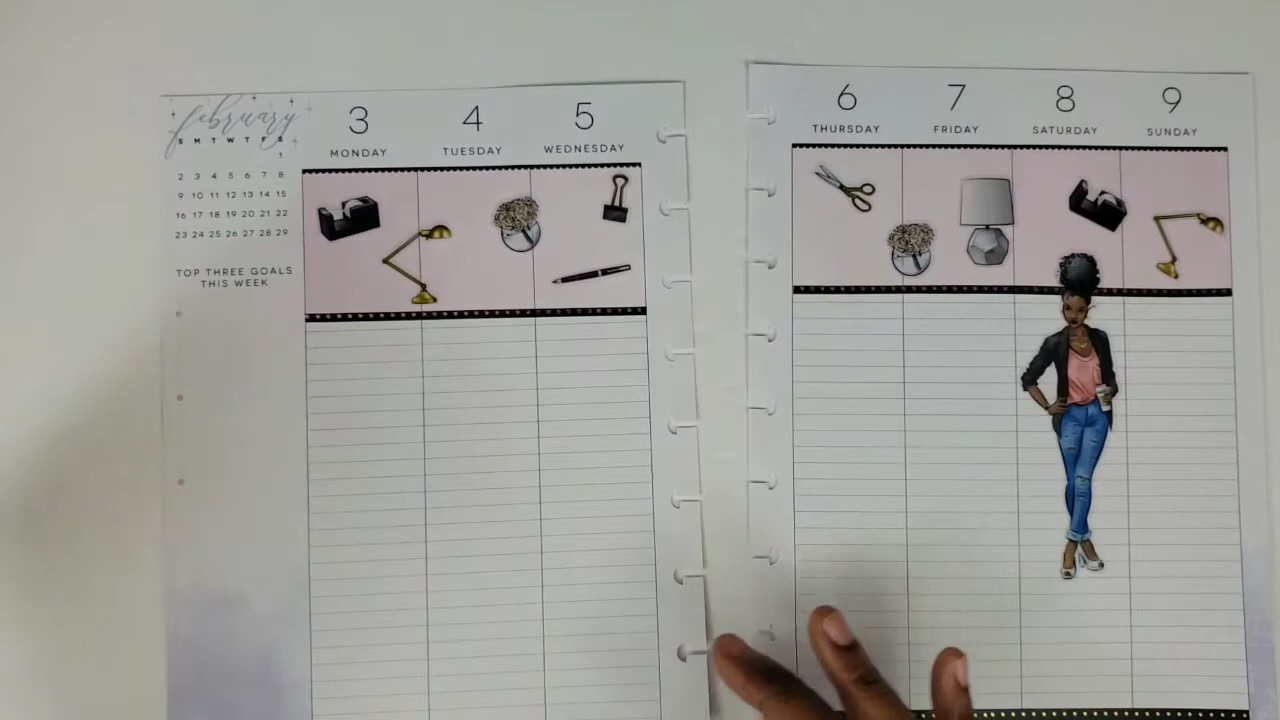 february
S M T W T F S
1
2 3 4 5 6 7 8
9 10 11 12 13 14 15
16 17 18 19 20 21 22
23 24 25 26 27 28 29
TOP THREE GOALS
THIS WEEK
3 4 5
MONDAY TUESDAY WEDNESDAY
6 7 8 9
THURSDAY FRIDAY SATURDAY SUNDAY